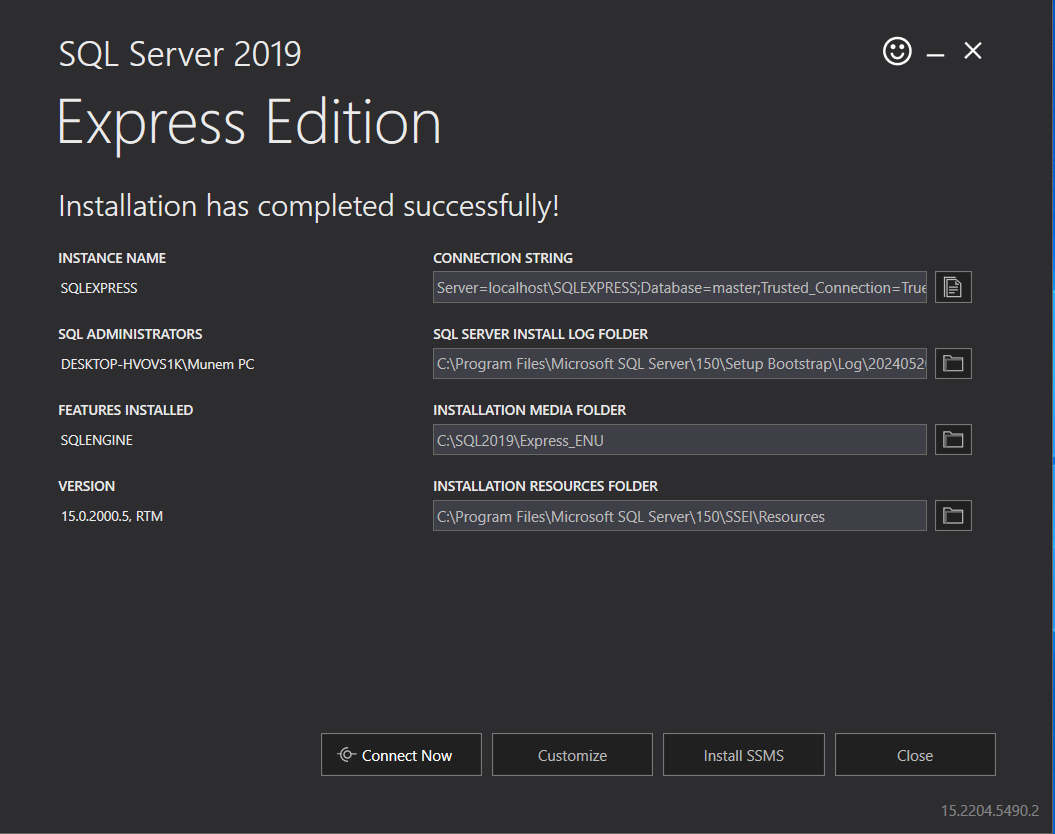 SQL Server 2019
Express Edition
Installation has completed successfully!
INSTANCE NAME
SQLEXPRESS
CONNECTION STRING
Server=localhost\SQLEXPRESS;Database=master;Trusted_Connection=True
SQL ADMINISTRATORS
DESKTOP-HVOVS1K\Munem PC
SQL SERVER INSTALL LOG FOLDER
C:\Program Files\Microsoft SQL Server\150\Setup Bootstrap\Log\2024052
FEATURES INSTALLED
SQLENGINE
INSTALLATION MEDIA FOLDER
C:\SQL2019\Express_ENU
VERSION
15.0.2000.5, RTM
INSTALLATION RESOURCES FOLDER
C:\Program Files\Microsoft SQL Server\150\SSEI\Resources
Connect Now
Customize
Install SSMS
Close
15.2204.5490.2